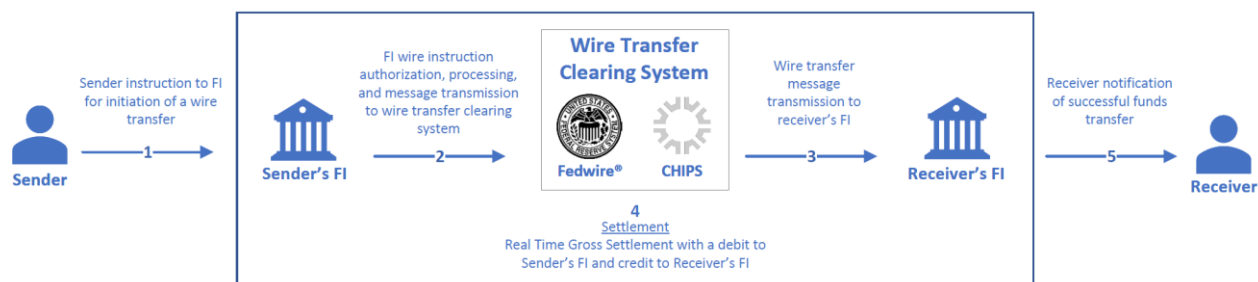 Sender instruction to FI
for initiation of a wire
transfer
1
Sender
Sender's FI
FI wire instruction
authorization, processing,
and message transmission
to wire transfer clearing
system
2
Wire Transfer
Clearing System
UNITED STATES
FEDERAL RESERVE SYSTEM
Fedwire®
CHIPS
Wire transfer
message
transmission to
receiver's FI
3
Receiver's FI
Receiver notification
of successful funds
transfer
5
Receiver
4
Settlement
Real Time Gross Settlement with a debit to
Sender's FI and credit to Receiver's FI